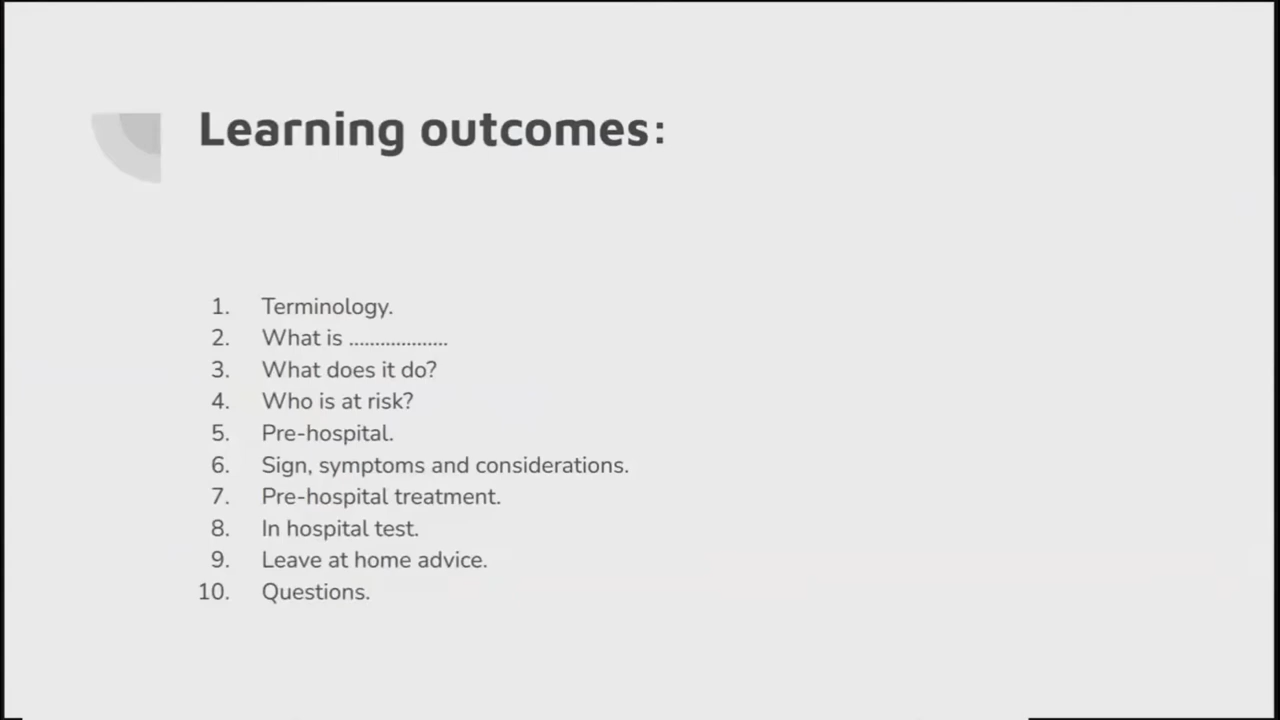 Learning outcomes:
1. Terminology.
2. What is ...................
3. What does it do?
4. Who is at risk?
5. Pre-hospital.
6. Sign, symptoms and considerations.
7. Pre-hospital treatment.
8. In hospital test.
9. Leave at home advice.
10. Questions.